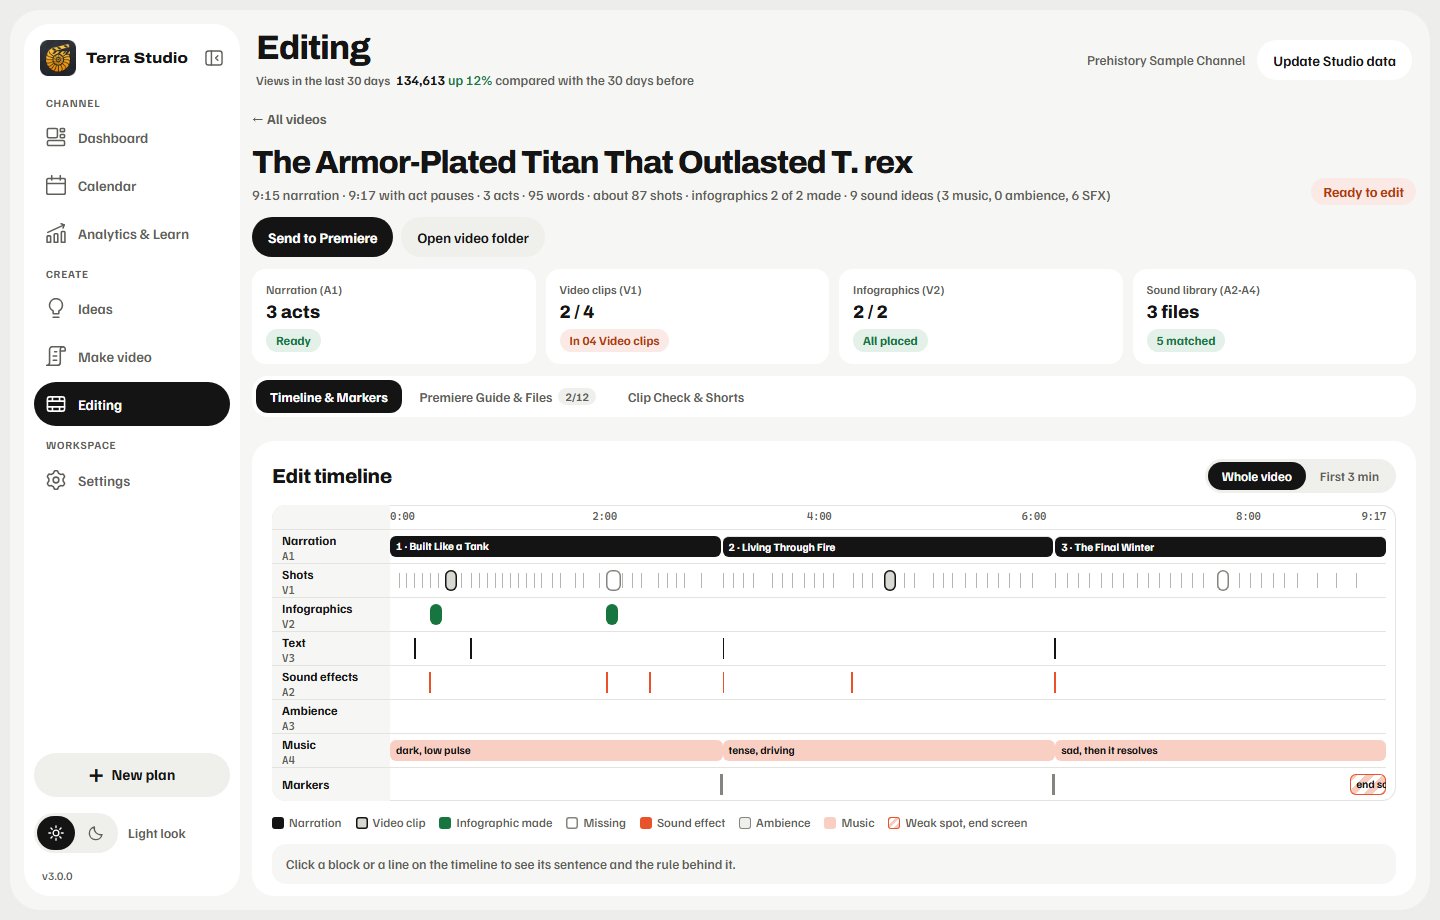 Terra Studio
CHANNEL
Dashboard
Calendar
Analytics & Learn
CREATE
Ideas
Make video
Editing
WORKSPACE
Settings
+ New plan
Light look
v3.0.0
Editing
Views in the last 30 days 134,613 up 12% compared with the 30 days before
Prehistory Sample Channel
Update Studio data
← All videos
The Armor-Plated Titan That Outlasted T. rex
9:15 narration · 9:17 with act pauses · 3 acts · 95 words · about 87 shots · infographics 2 of 2 made · 9 sound ideas (3 music, 0 ambience, 6 SFX)
Ready to edit
Send to Premiere
Open video folder
Narration (A1)
3 acts
Ready
Video clips (V1)
2 / 4
In 04 Video clips
Infographics (V2)
2 / 2
All placed
Sound library (A2-A4)
3 files
5 matched
Timeline & Markers
Premiere Guide & Files 2/12
Clip Check & Shorts
Edit timeline
Whole video
First 3 min
0:00 2:00 4:00 6:00 8:00 9:17
Narration
A1
1 · Built Like a Tank
2 · Living Through Fire
3 · The Final Winter
Shots
V1
Infographics
V2
Text
V3
Sound effects
A2
Ambience
A3
Music
A4
dark, low pulse
tense, driving
sad, then it resolves
Markers
end sc
Narration
Video clip
Infographic made
Missing
Sound effect
Ambience
Music
Weak spot, end screen
Click a block or a line on the timeline to see its sentence and the rule behind it.